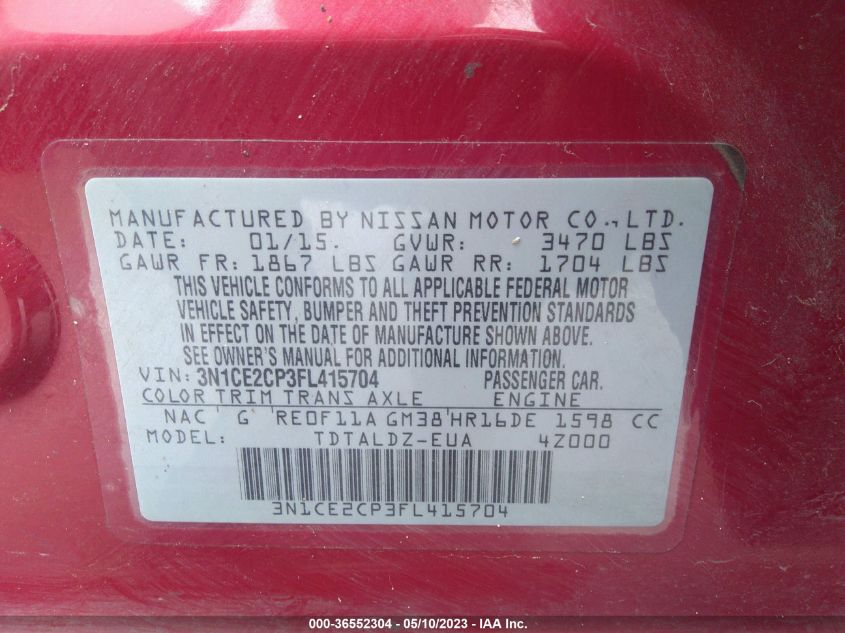 MANUFACTURED BY NISSAN MOTOR CO., LTD.
DATE: 01/15. GVWR: 3470 LBS
GAWR FR: 1867 LBS GAWR RR: 1704 LBS
THIS VEHICLE CONFORMS TO ALL APPLICABLE FEDERAL MOTOR
VEHICLE SAFETY, BUMPER AND THEFT PREVENTION STANDARDS
IN EFFECT ON THE DATE OF MANUFACTURE SHOWN ABOVE.
SEE OWNER'S MANUAL FOR ADDITIONAL INFORMATION.
VIN: 3N1CE2CP3FL415704 PASSENGER CAR.
COLOR TRIM TRANS AXLE ENGINE
NAC G RE0F11A GM38 HR16DE 1598 CC
MODEL: TDTALDZ-EUA 4Z000
3N1CE2CP3FL415704
000-36552304 - 05/10/2023 - IAA Inc.